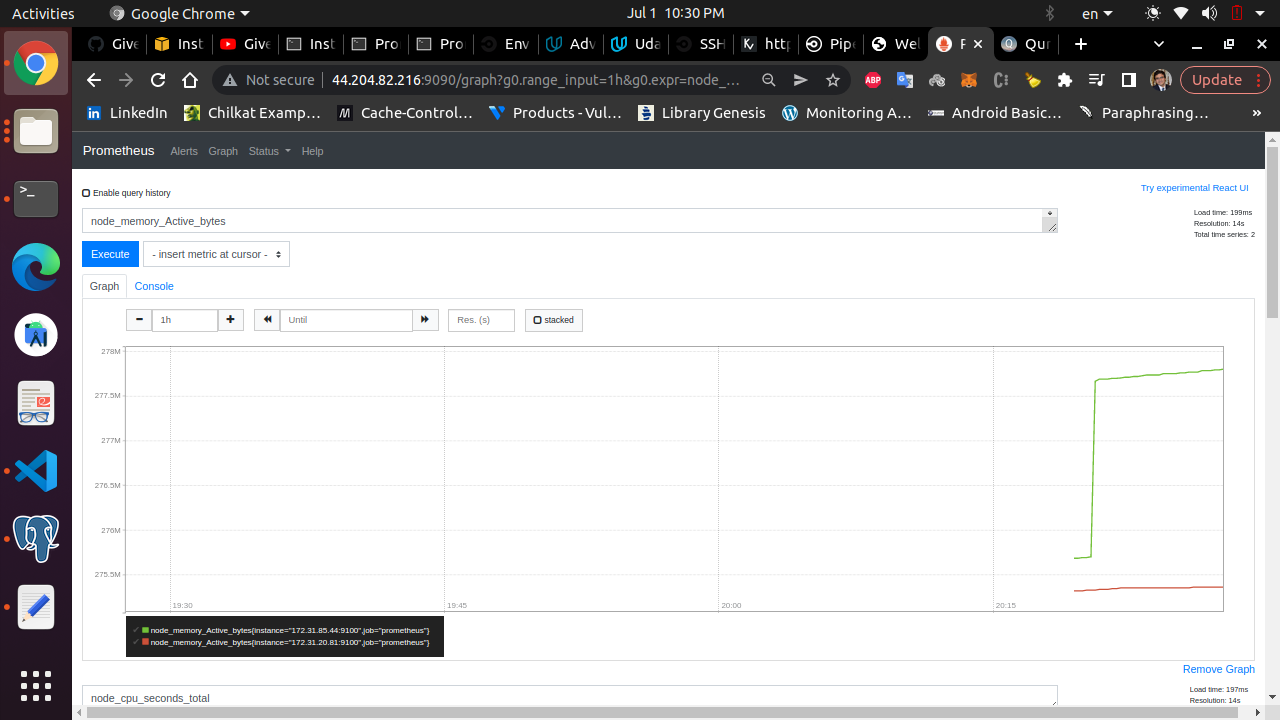 Activities Google Chrome Jul 1 10:30 PM en
Give Inst Give Inst Pro Pro Env Adv Uda SSH http Pipe Wel Qur
Not secure 44.204.82.216:9090/graph?g0.range_input=1h&g0.expr=node_... ABP Update
LinkedIn Chilkat Examp... Cache-Control... Products - Vul... Library Genesis Monitoring A... Android Basic... Paraphrasing... »
Prometheus Alerts Graph Status Help
Enable query history Try experimental React UI
node_memory_Active_bytes
Load time: 199ms
Resolution: 14s
Total time series: 2
Execute - insert metric at cursor -
Graph Console
1h Until Res. (s) stacked
278M
277.5M
277M
276.5M
276M
275.5M
19:30 19:45 20:00 20:15
✓ node_memory_Active_bytes{instance="172.31.85.44:9100",job="prometheus"}
✓ node_memory_Active_bytes{instance="172.31.20.81:9100",job="prometheus"}
Remove Graph
node_cpu_seconds_total
Load time: 197ms
Resolution: 14s